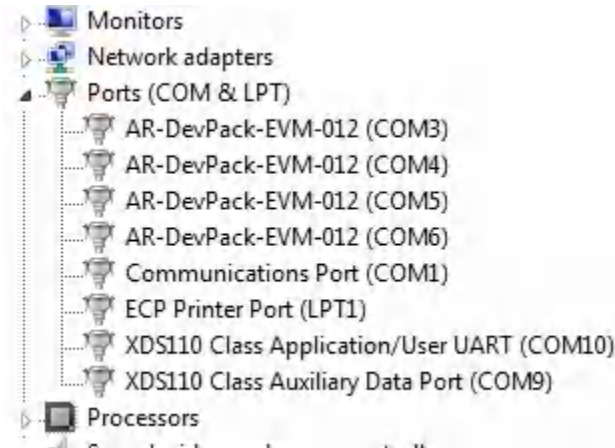 Monitors
Network adapters
Ports (COM & LPT)
AR-DevPack-EVM-012 (COM3)
AR-DevPack-EVM-012 (COM4)
AR-DevPack-EVM-012 (COM5)
AR-DevPack-EVM-012 (COM6)
Communications Port (COM1)
ECP Printer Port (LPT1)
XDS110 Class Application/User UART (COM10)
XDS110 Class Auxiliary Data Port (COM9)
Processors